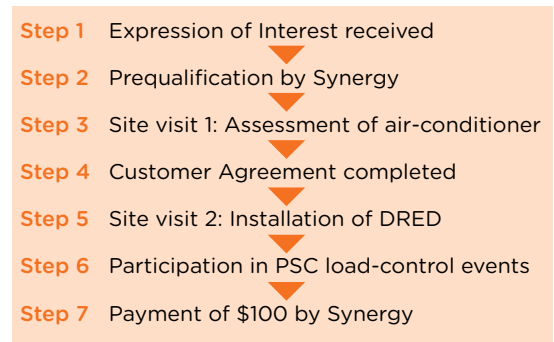 Step 1 Expression of Interest received
Step 2 Prequalification by Synergy
Step 3 Site visit 1: Assessment of air-conditioner
Step 4 Customer Agreement completed
Step 5 Site visit 2: Installation of DRED
Step 6 Participation in PSC load-control events
Step 7 Payment of $100 by Synergy